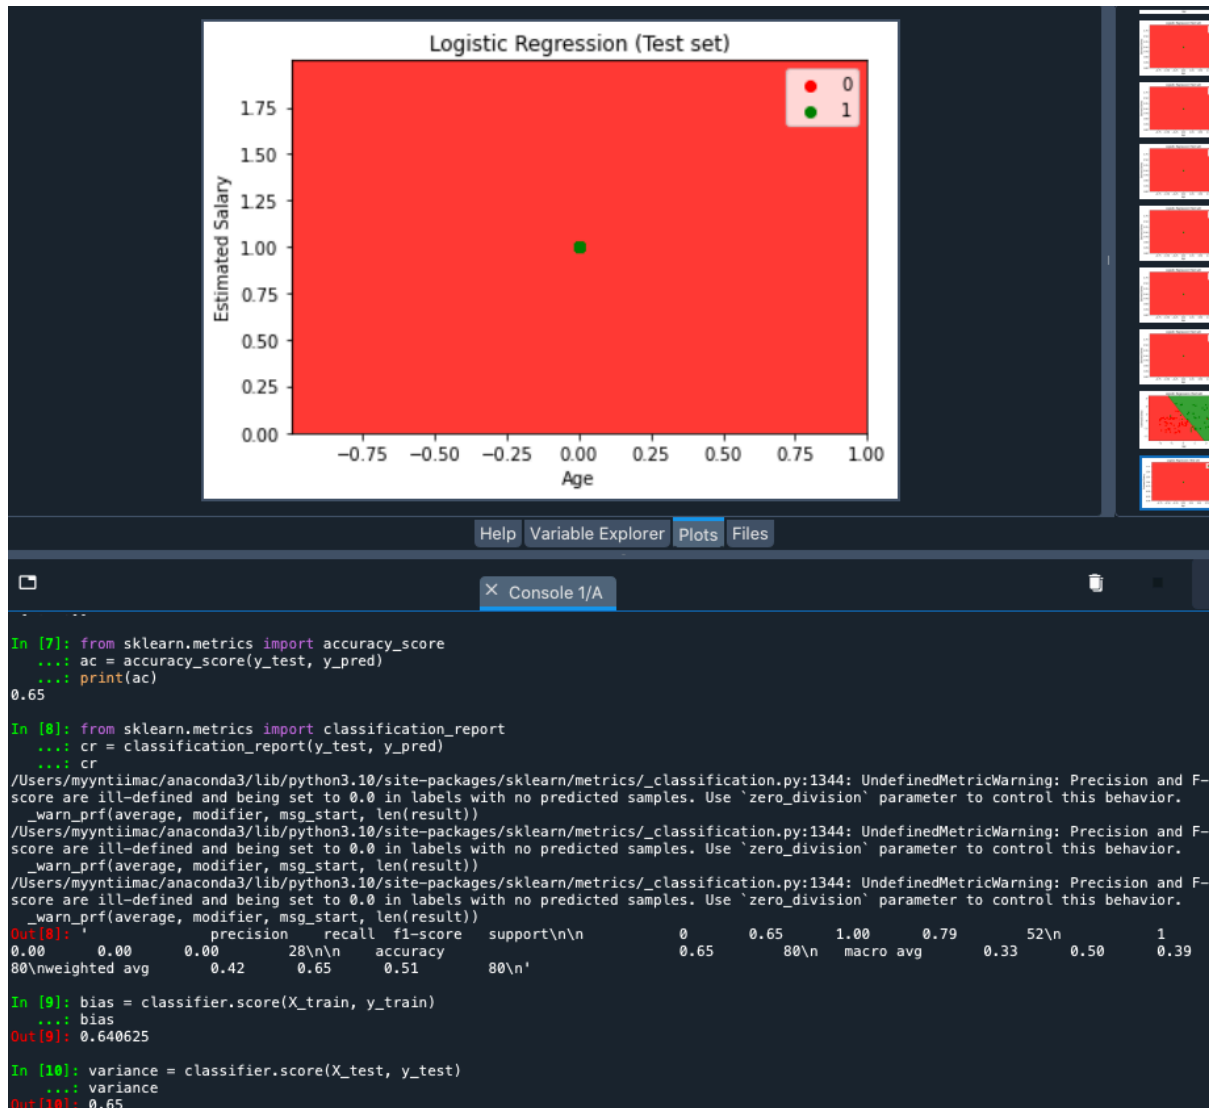 Logistic Regression (Test set)
0
1
1.75
1.50
1.25
1.00
0.75
0.50
0.25
0.00
Estimated Salary
−0.75 −0.50 −0.25 0.00 0.25 0.50 0.75 1.00
Age
Help Variable Explorer Plots Files
Console 1/A
In [7]: from sklearn.metrics import accuracy_score
...: ac = accuracy_score(y_test, y_pred)
...: print(ac)
0.65
In [8]: from sklearn.metrics import classification_report
...: cr = classification_report(y_test, y_pred)
...: cr
/Users/myyntiimac/anaconda3/lib/python3.10/site-packages/sklearn/metrics/_classification.py:1344: UndefinedMetricWarning: Precision and F-
score are ill-defined and being set to 0.0 in labels with no predicted samples. Use `zero_division` parameter to control this behavior.
_warn_prf(average, modifier, msg_start, len(result))
/Users/myyntiimac/anaconda3/lib/python3.10/site-packages/sklearn/metrics/_classification.py:1344: UndefinedMetricWarning: Precision and F-
score are ill-defined and being set to 0.0 in labels with no predicted samples. Use `zero_division` parameter to control this behavior.
_warn_prf(average, modifier, msg_start, len(result))
/Users/myyntiimac/anaconda3/lib/python3.10/site-packages/sklearn/metrics/_classification.py:1344: UndefinedMetricWarning: Precision and F-
score are ill-defined and being set to 0.0 in labels with no predicted samples. Use `zero_division` parameter to control this behavior.
_warn_prf(average, modifier, msg_start, len(result))
Out[8]: ' precision recall f1-score support\n\n 0 0.65 1.00 0.79 52\n 1
0.00 0.00 0.00 28\n\n accuracy 0.65 80\n macro avg 0.33 0.50 0.39
80\nweighted avg 0.42 0.65 0.51 80\n'
In [9]: bias = classifier.score(X_train, y_train)
...: bias
Out[9]: 0.640625
In [10]: variance = classifier.score(X_test, y_test)
...: variance
Out[10]: 0.65